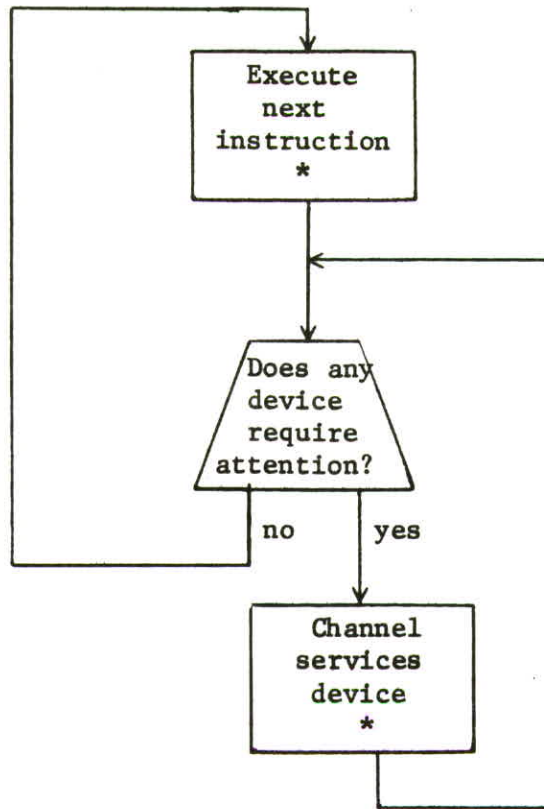 Execute
next
instruction
*
Does any
device
require
attention?
no yes
Channel
services
device
*